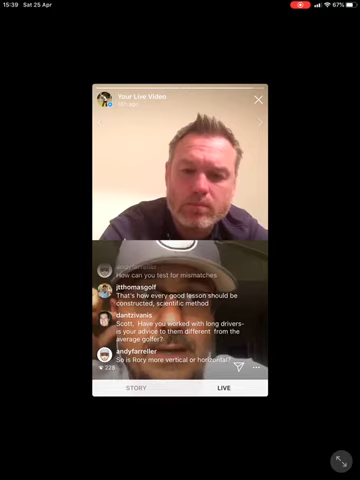 15:39 Sat 25 Apr
67%
Your Live Video
How can you test for mismatches
jtthomasgolf
That's how every good lesson should be
constructed, scientific method
dantzivanis
Scott, Have you worked with long drivers-
is your advice to them different from the
average golfer?
andyfarreller
So is Rory more vertical or horizontal?
228
STORY LIVE